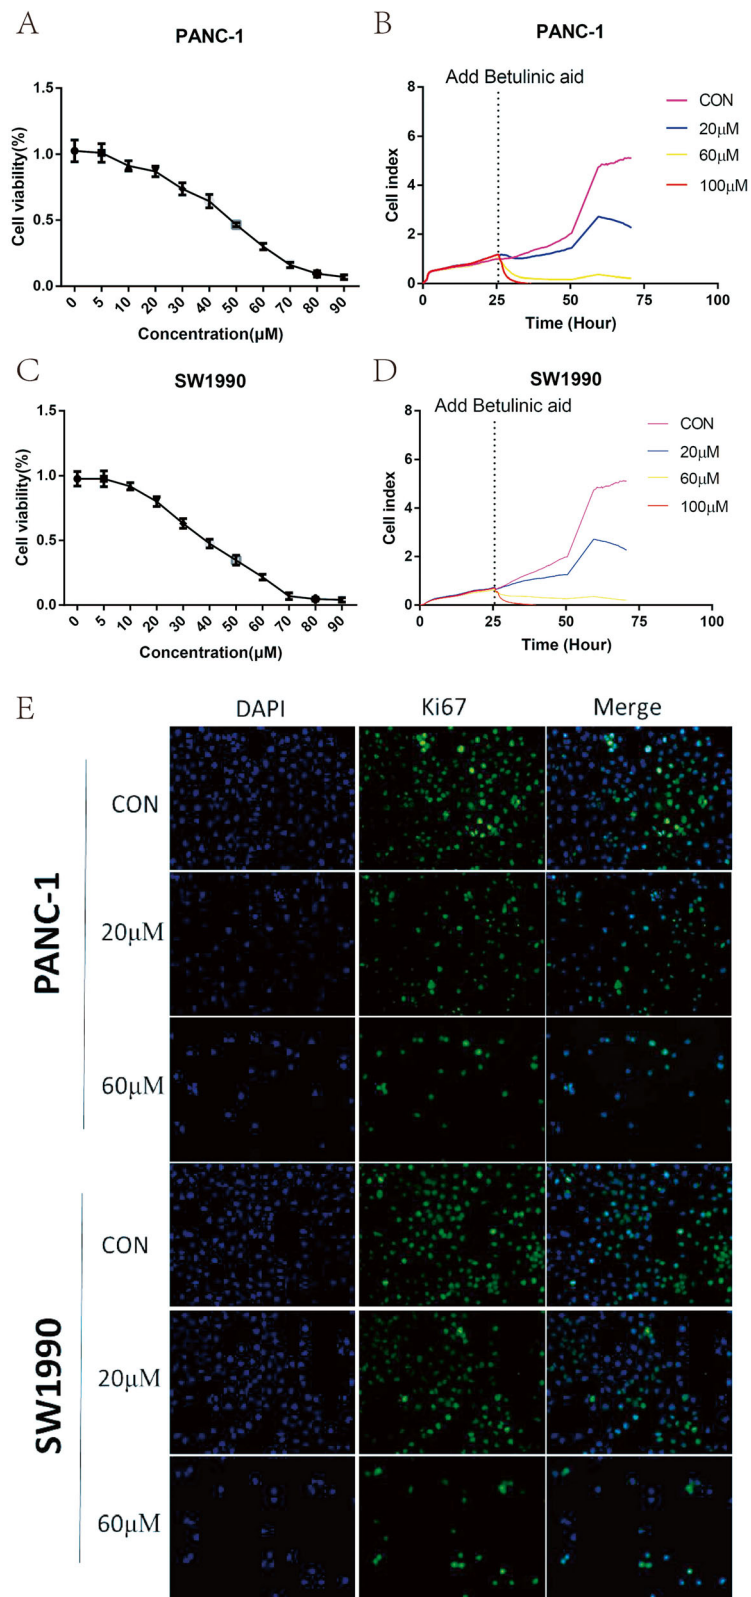 A
PANC-1
Cell viability(%)
1.5
1.0
0.5
0.0
0 5 10 20 30 40 50 60 70 80 90
Concentration(μM)
B
PANC-1
Add Betulinic aid
Cell index
8
6
4
2
0
0 25 50 75 100
Time (Hour)
CON
20μM
60μM
100μM
C
SW1990
Cell viability(%)
1.5
1.0
0.5
0.0
0 5 10 20 30 40 50 60 70 80 90
Concentration(μM)
D
SW1990
Add Betulinic aid
Cell index
8
6
4
2
0
0 25 50 75 100
Time (Hour)
CON
20μM
60μM
100μM
E
DAPI Ki67 Merge
PANC-1
CON
20μM
60μM
SW1990
CON
20μM
60μM